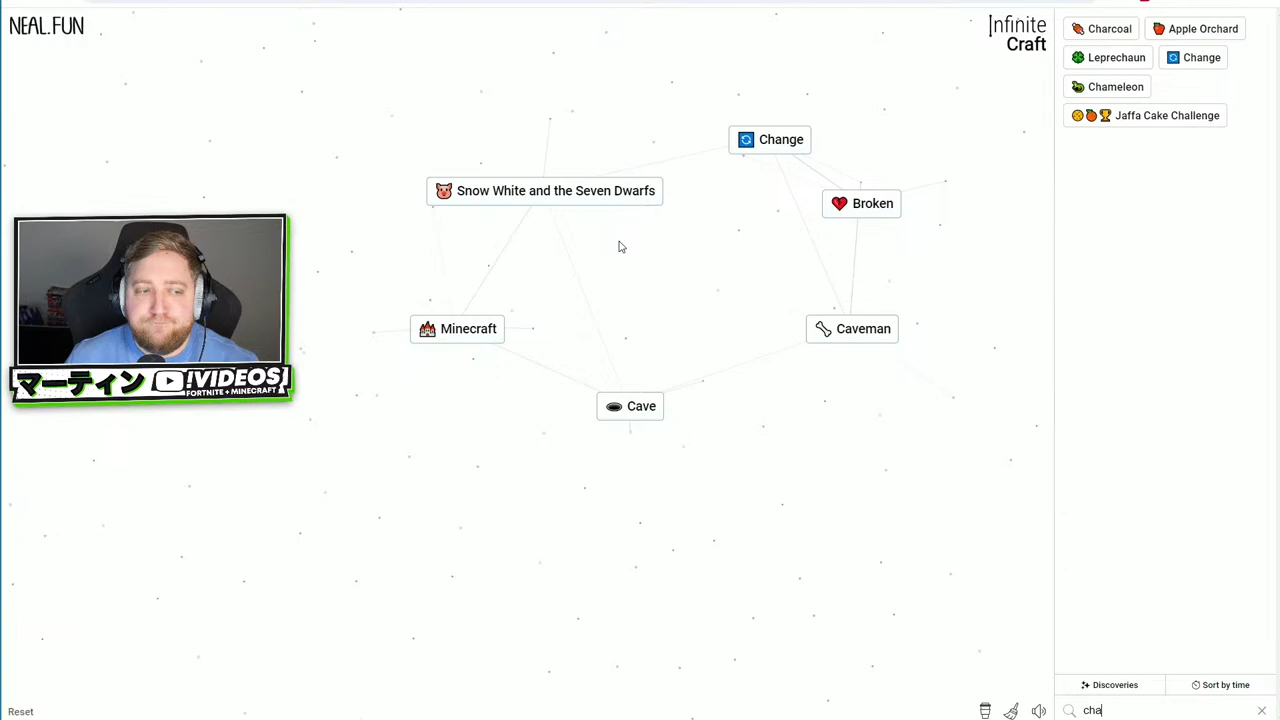 NEAL.FUN
Infinite
Craft
Change
Snow White and the Seven Dwarfs
Broken
Minecraft
Caveman
Cave
マーティン !VIDEOS
FORTNITE + MINECRAFT
Reset
Charcoal
Apple Orchard
Leprechaun
Change
Chameleon
Jaffa Cake Challenge
Discoveries
Sort by time
cha